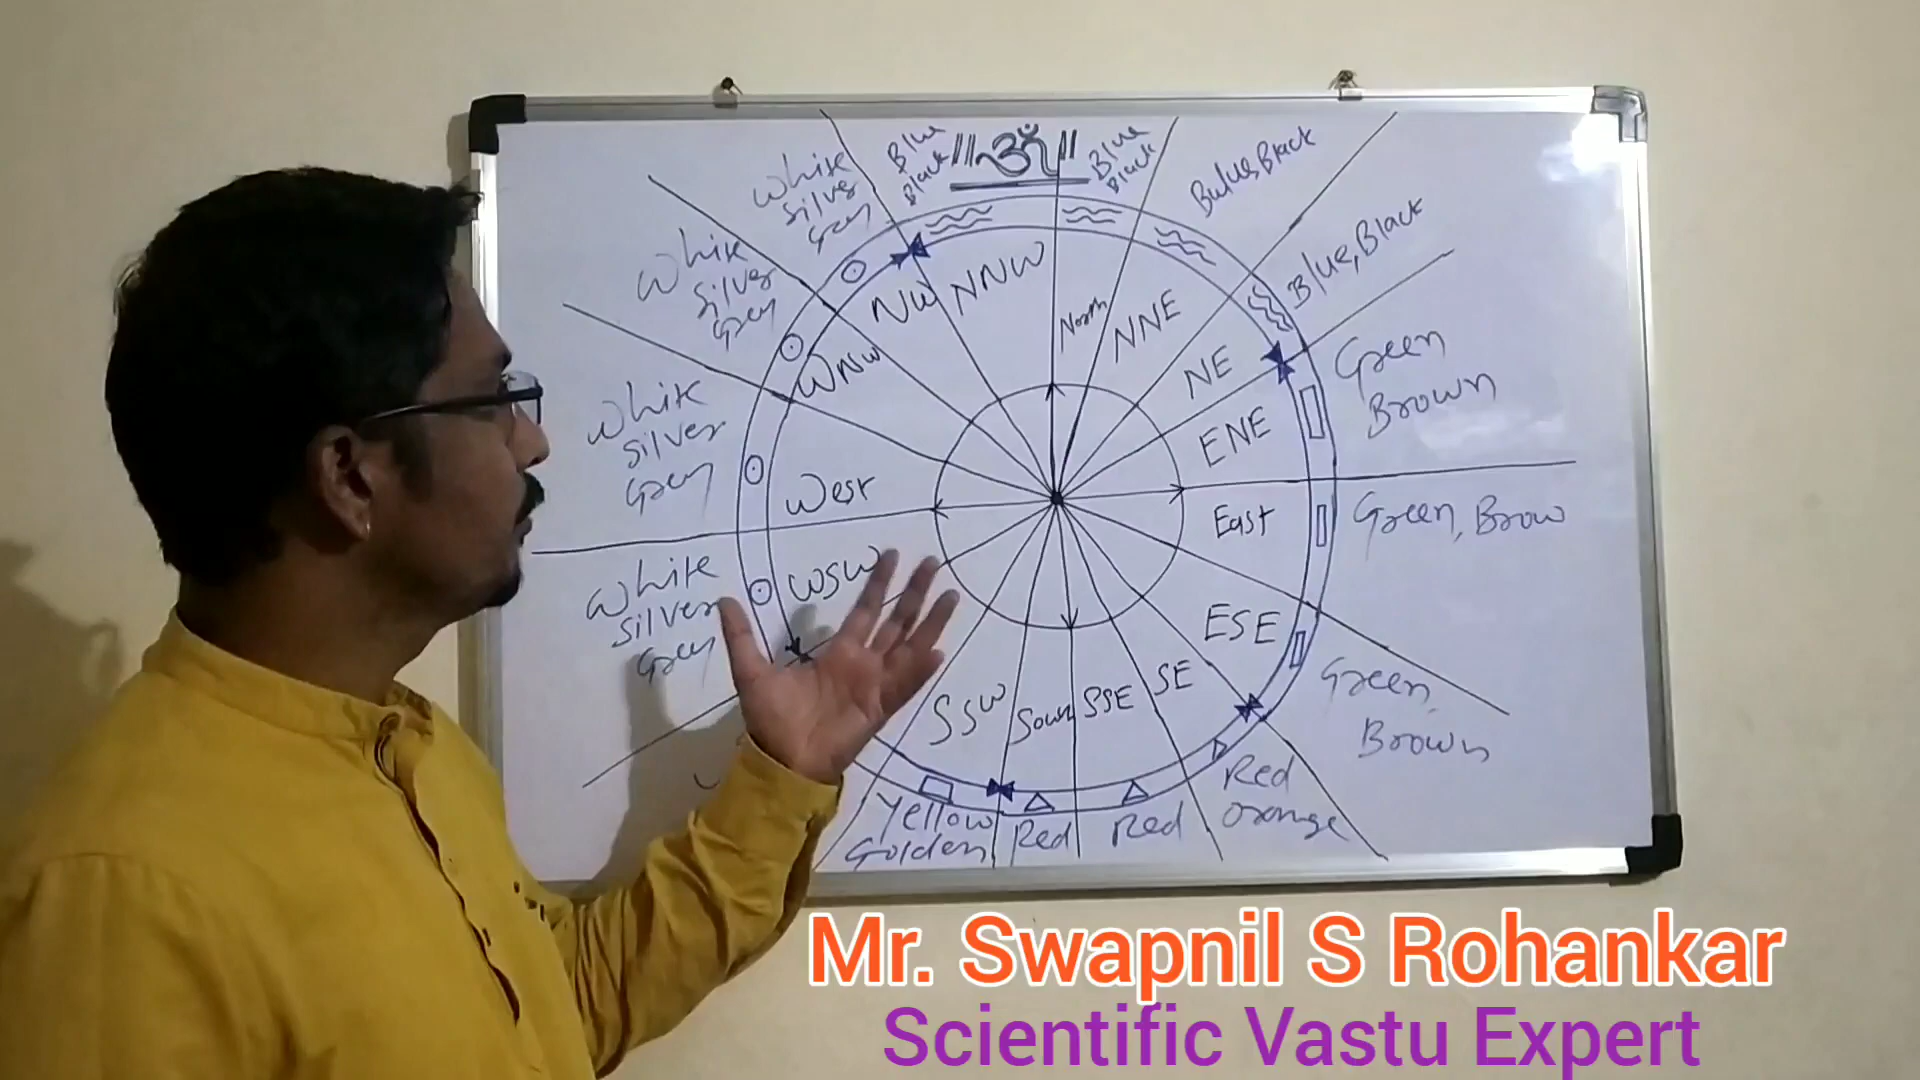 Blue
Black
॥ॐ॥
Blue
Black
Bulue Black
White
Silver
Grey
Blue, Black
White
Silver
Grey
NW
NNW
North
NNE
NE
Green
Brown
WNW
ENE
White
Silver
Grey
West
East
Green, Brow
White
Silver
Grey
WSW
ESE
Green,
Brown
SSW
South
SSE
SE
Yellow
Golden
Red
Red
Red
Orange
Mr. Swapnil S Rohankar
Scientific Vastu Expert